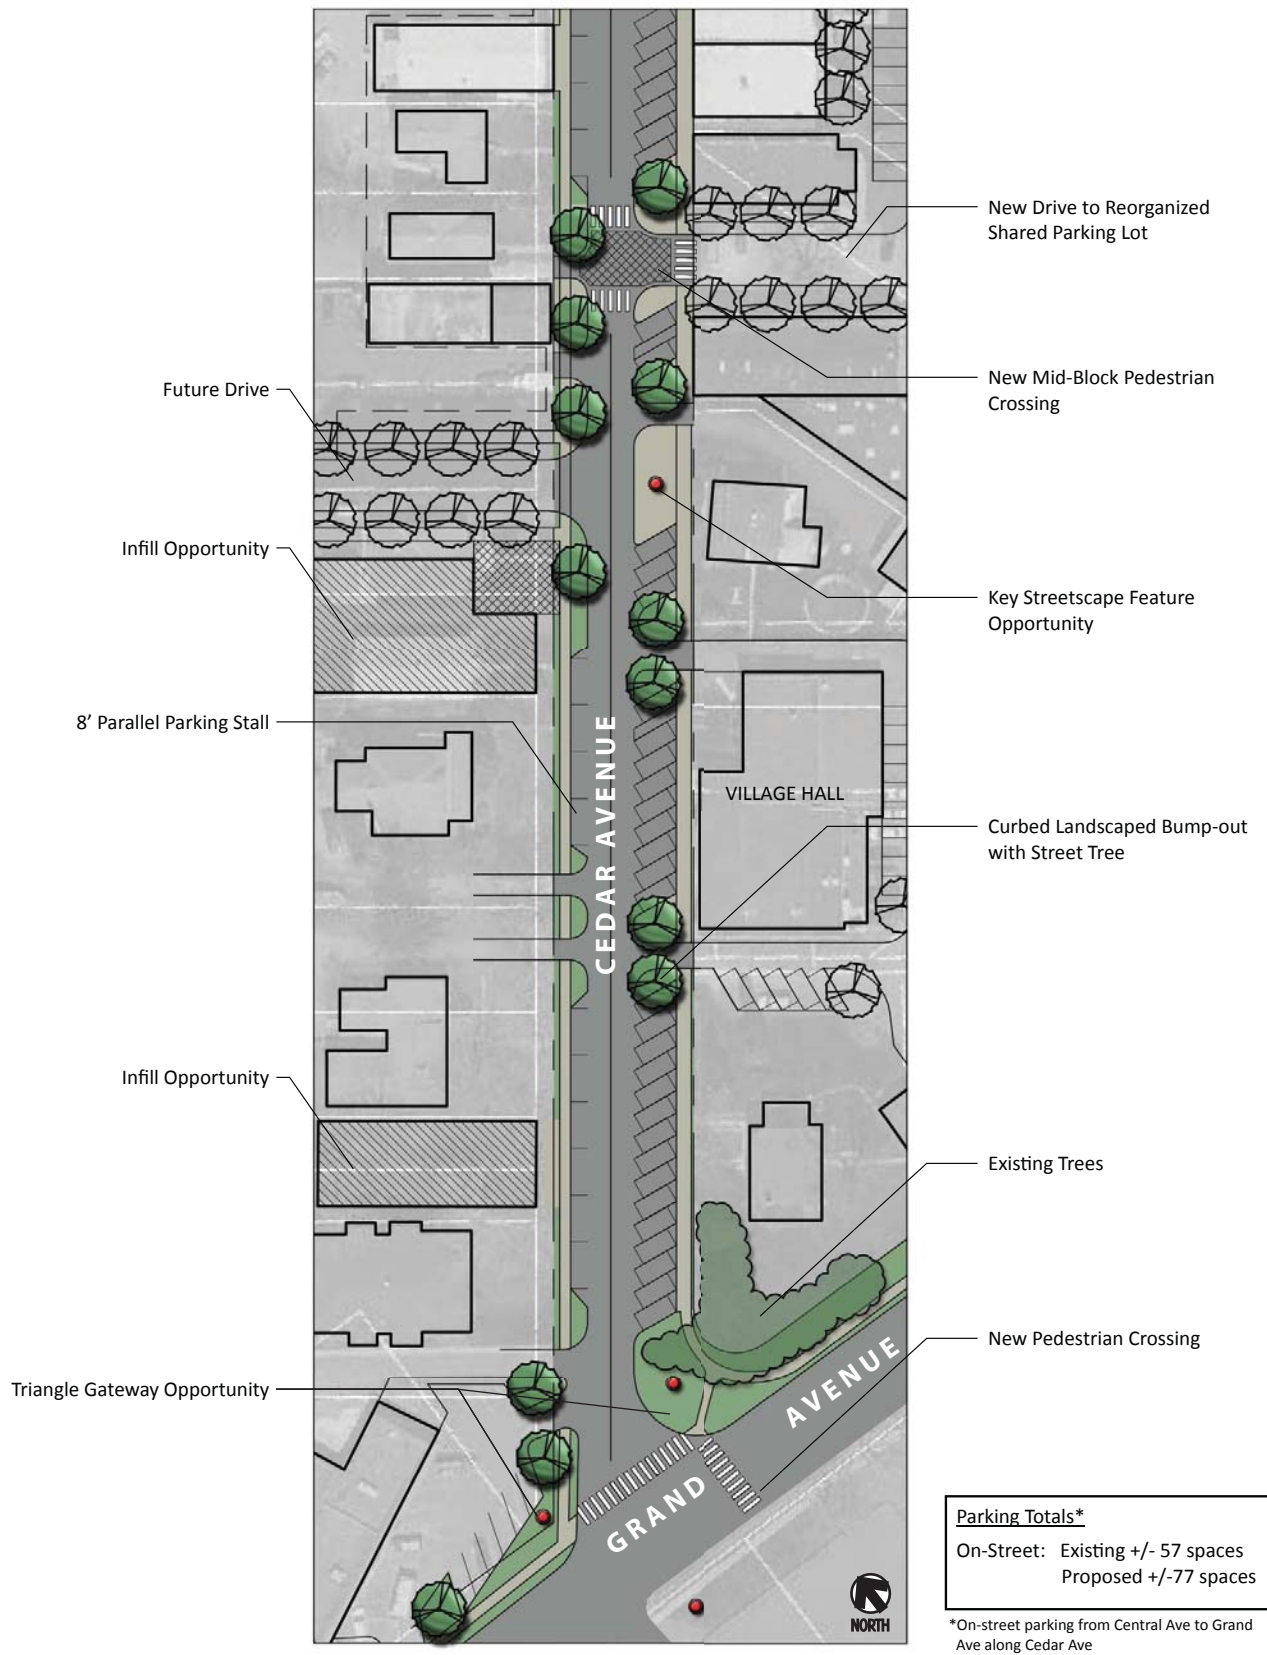 New Drive to Reorganized
Shared Parking Lot
New Mid-Block Pedestrian
Crossing
Future Drive
Infill Opportunity
Key Streetscape Feature
Opportunity
8’ Parallel Parking Stall
CEDAR AVENUE
VILLAGE HALL
Curbed Landscaped Bump-out
with Street Tree
Infill Opportunity
Existing Trees
New Pedestrian Crossing
Triangle Gateway Opportunity
GRAND AVENUE
NORTH
Parking Totals*
On-Street: Existing +/- 57 spaces
Proposed +/-77 spaces
*On-street parking from Central Ave to Grand
Ave along Cedar Ave